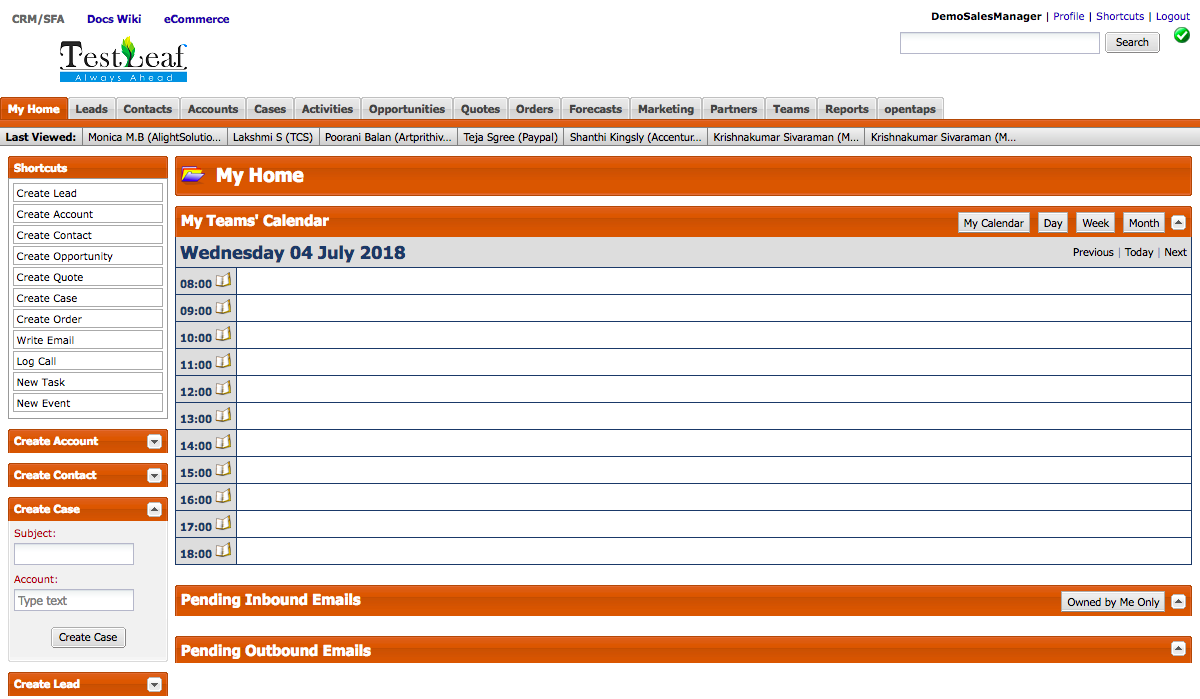 CRM/SFA Docs Wiki eCommerce
DemoSalesManager | Profile | Shortcuts | Logout
TestLeaf
Always Ahead
Search
My Home Leads Contacts Accounts Cases Activities Opportunities Quotes Orders Forecasts Marketing Partners Teams Reports opentaps
Last Viewed: Monica M.B (AlightSolutio... Lakshmi S (TCS) Poorani Balan (Artprithiv... Teja Sgree (Paypal) Shanthi Kingsly (Accentur... Krishnakumar Sivaraman (M... Krishnakumar Sivaraman (M...
Shortcuts
Create Lead
Create Account
Create Contact
Create Opportunity
Create Quote
Create Case
Create Order
Write Email
Log Call
New Task
New Event
Create Account
Create Contact
Create Case
Subject:
Account:
Type text
Create Case
Create Lead
My Home
My Teams' Calendar My Calendar Day Week Month
Wednesday 04 July 2018 Previous | Today | Next
08:00
09:00
10:00
11:00
12:00
13:00
14:00
15:00
16:00
17:00
18:00
Pending Inbound Emails Owned by Me Only
Pending Outbound Emails